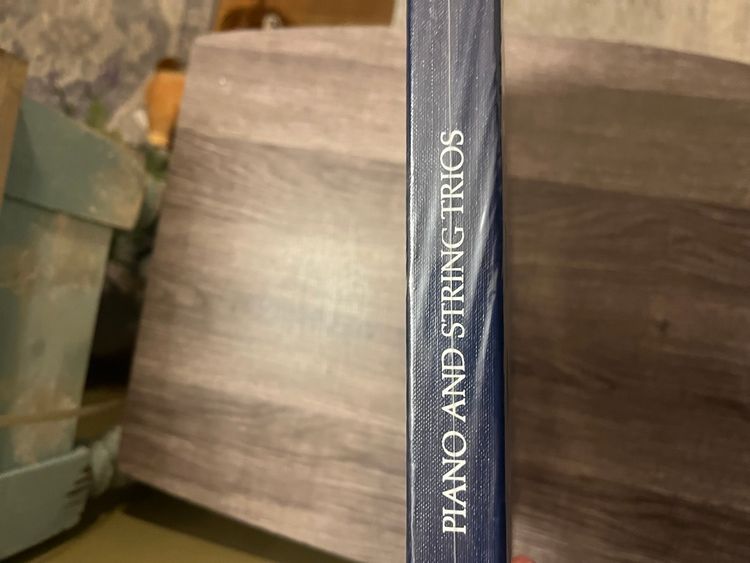 PIANO AND STRING TRIOS